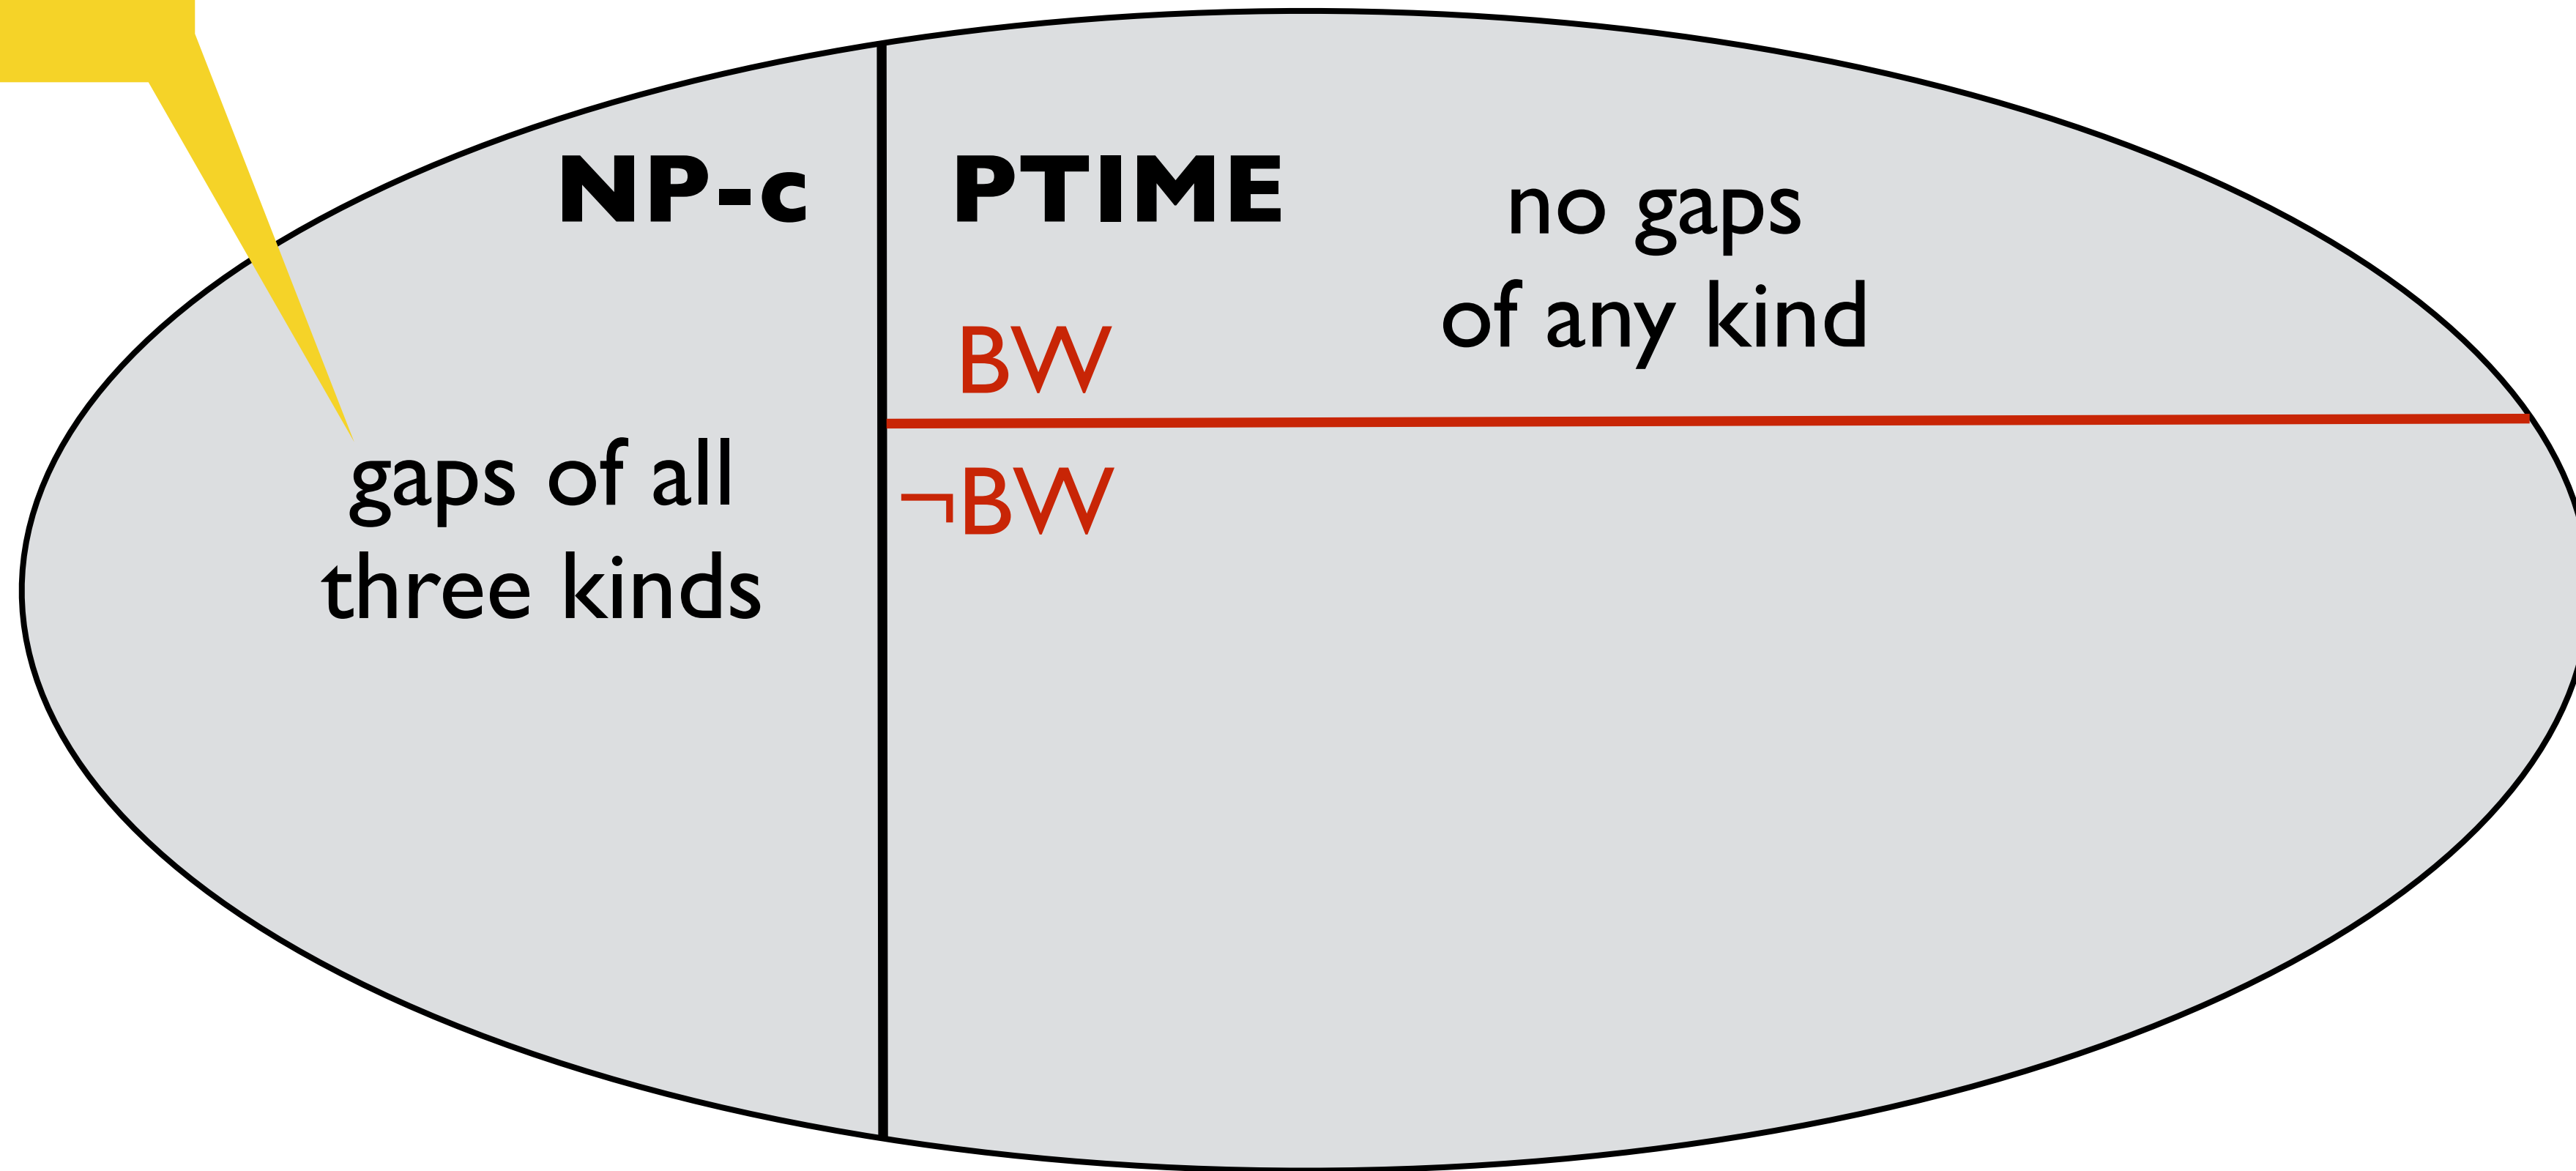 NP-c
PTIME
no gaps
of any kind
BW
¬BW
gaps of all
three kinds